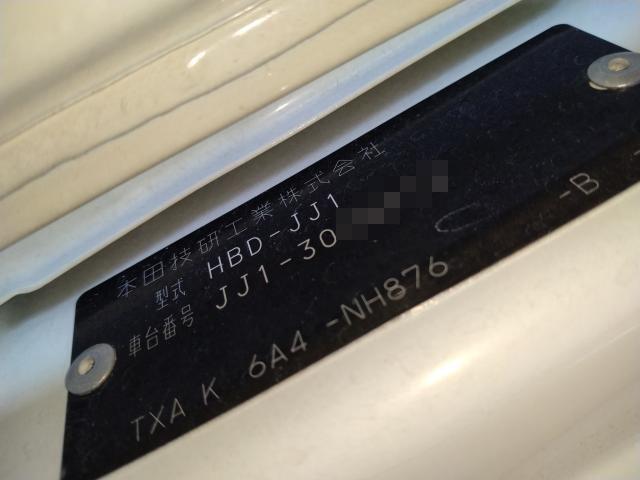 本田技研工業株式会社
型式 HBD-JJ1
車台番号 JJ1-30
-B
TXA K 6A4 -NH876